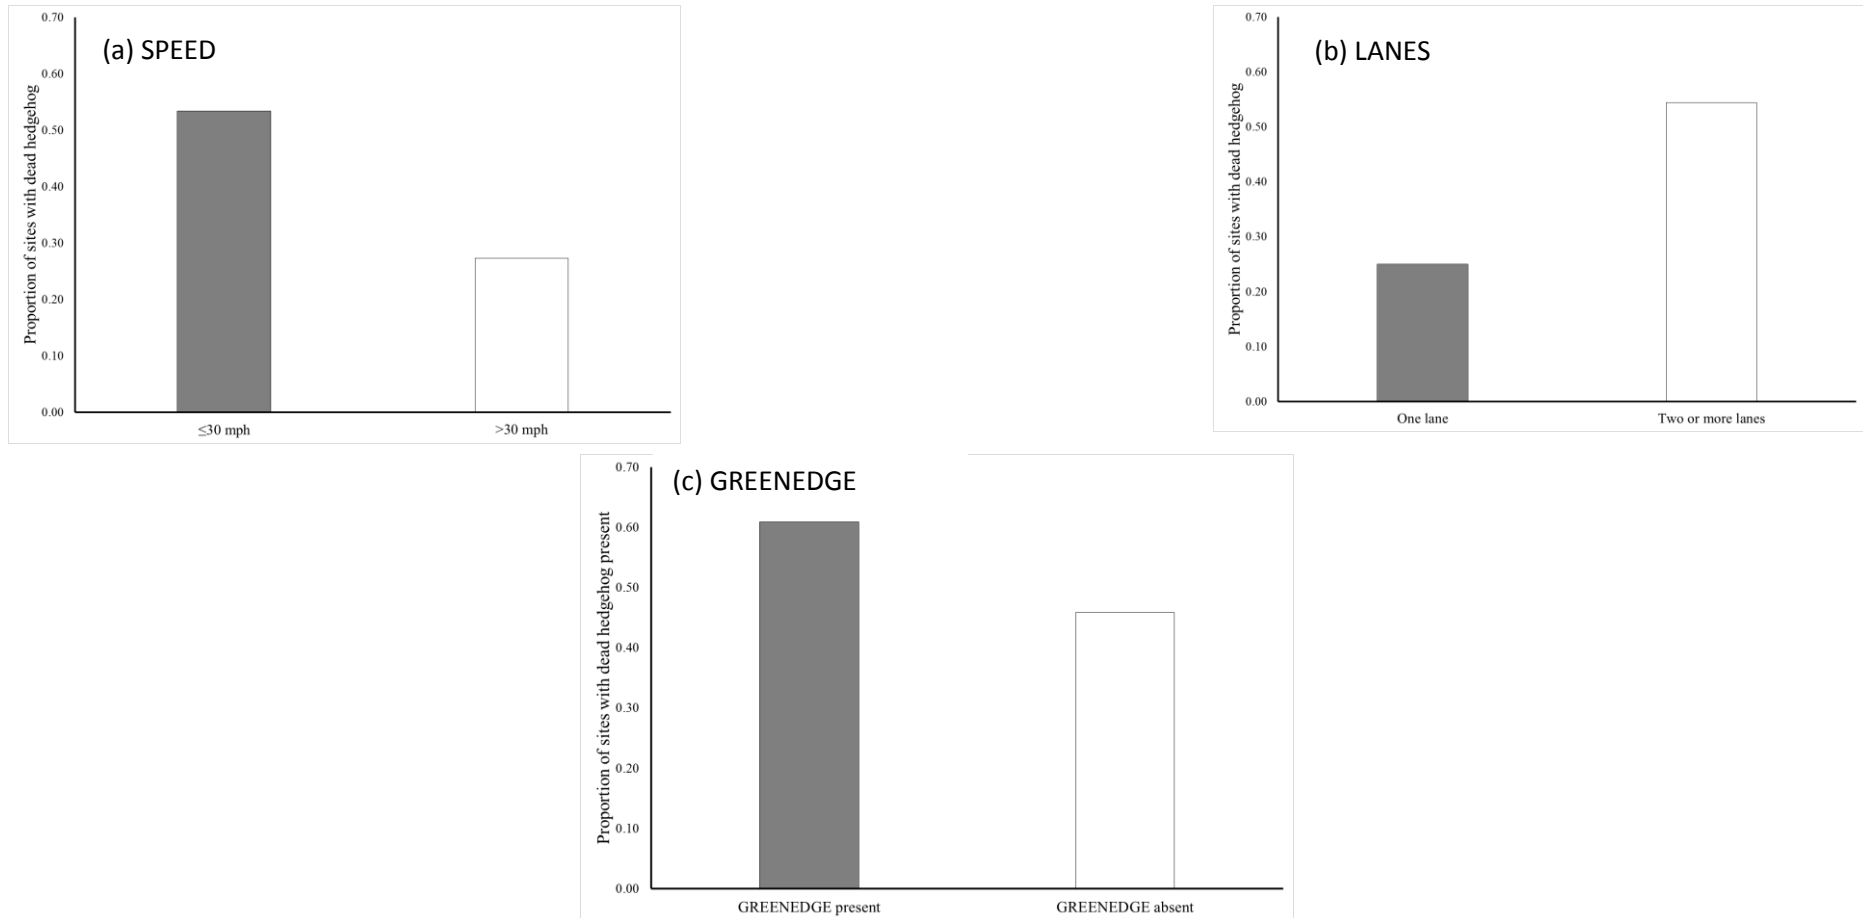 (a) SPEED
Proportion of sites with dead hedgehog
0.70
0.60
0.50
0.40
0.30
0.20
0.10
0.00
≤30 mph
>30 mph
(b) LANES
Proportion of sites with dead hedgehog
0.70
0.60
0.50
0.40
0.30
0.20
0.10
0.00
One lane
Two or more lanes
(c) GREENEDGE
Proportion of sites with dead hedgehog present
0.70
0.60
0.50
0.40
0.30
0.20
0.10
0.00
GREENEDGE present
GREENEDGE absent